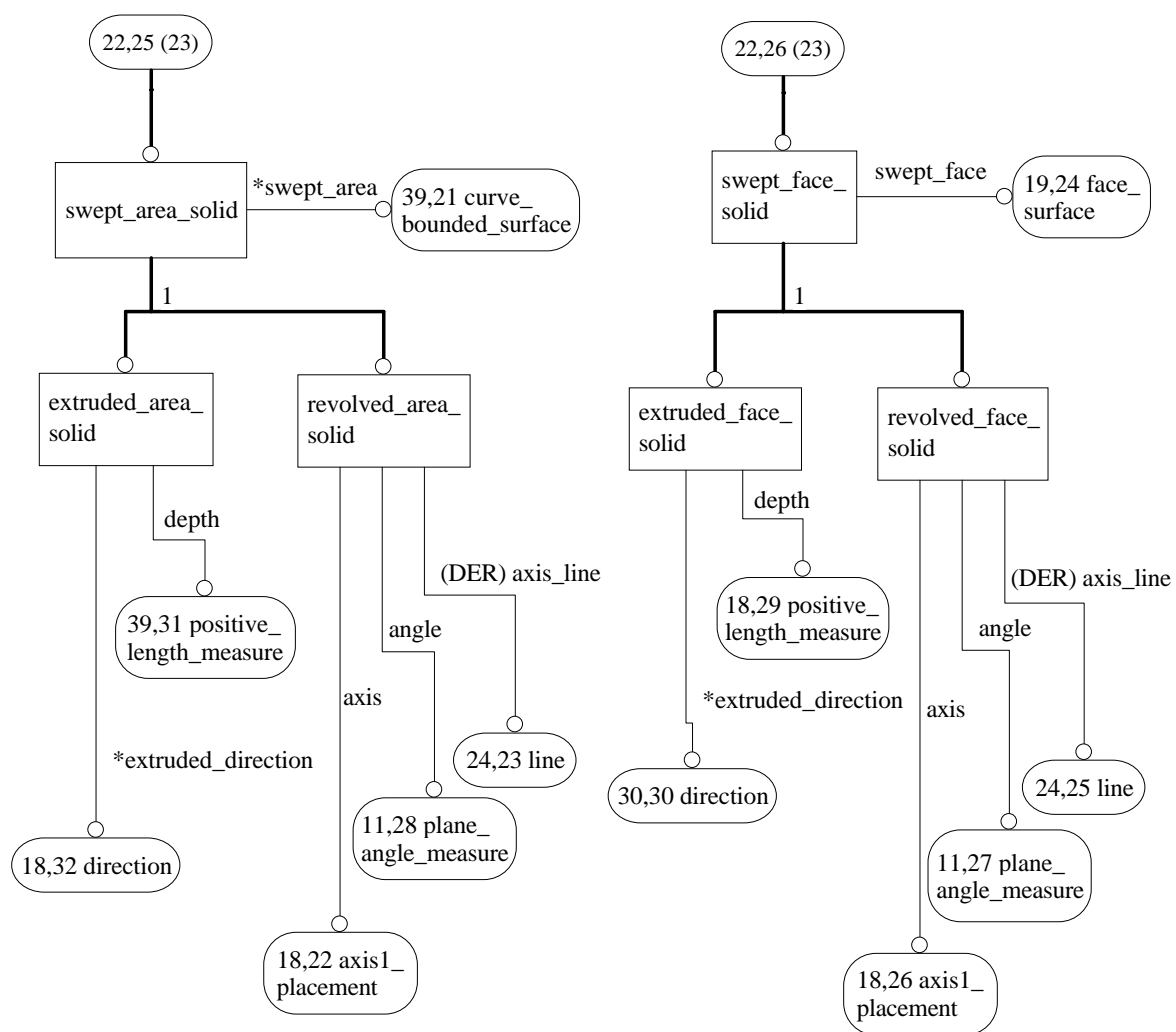 22,25 (23)
*swept_area
swept_area_solid
39,21 curve_
bounded_surface
1
extruded_area_
solid
revolved_area_
solid
depth
(DER) axis_line
39,31 positive_
length_measure
angle
axis
*extruded_direction
24,23 line
18,32 direction
11,28 plane_
angle_measure
18,22 axis1_
placement
22,26 (23)
swept_face_
solid
swept_face
19,24 face_
surface
1
extruded_face_
solid
revolved_face_
solid
depth
(DER) axis_line
18,29 positive_
length_measure
angle
*extruded_direction
axis
30,30 direction
24,25 line
11,27 plane_
angle_measure
18,26 axis1_
placement